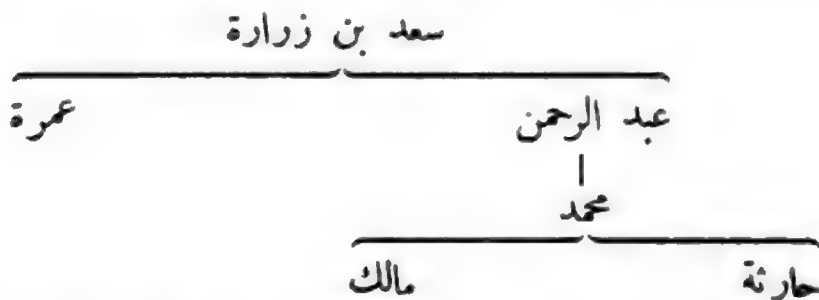 سعد بن زرارة
عبد الرحمن عمرة
محمد
حارثة مالك